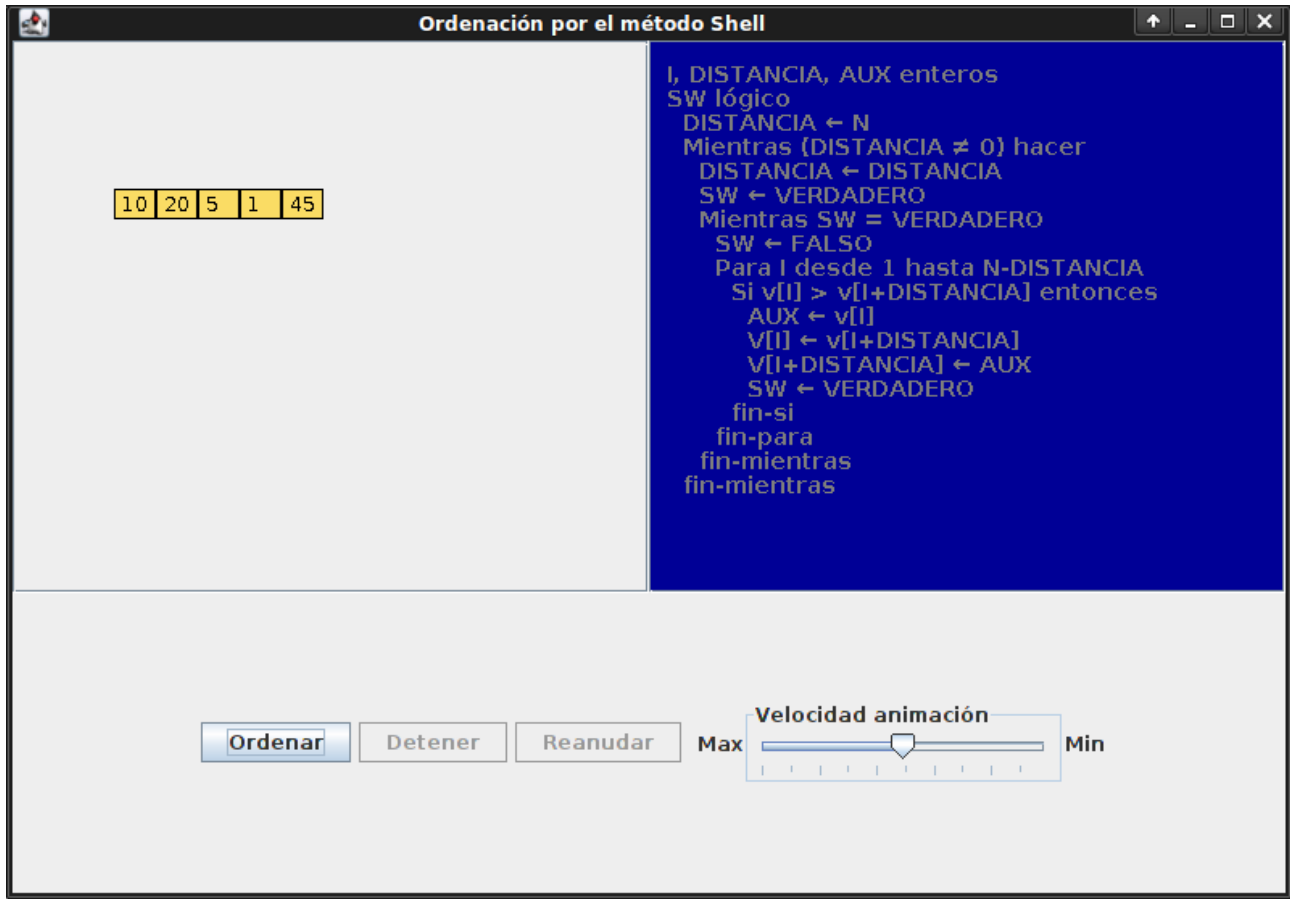 Ordenación por el método Shell
10 20 5 1 45
I, DISTANCIA, AUX enteros
SW lógico
DISTANCIA ← N
Mientras (DISTANCIA ≠ 0) hacer
DISTANCIA ← DISTANCIA
SW ← VERDADERO
Mientras SW = VERDADERO
SW ← FALSO
Para I desde 1 hasta N-DISTANCIA
Si v[I] > v[I+DISTANCIA] entonces
AUX ← v[I]
V[I] ← v[I+DISTANCIA]
V[I+DISTANCIA] ← AUX
SW ← VERDADERO
fin-si
fin-para
fin-mientras
fin-mientras
Velocidad animación
Ordenar Detener Reanudar Max Min